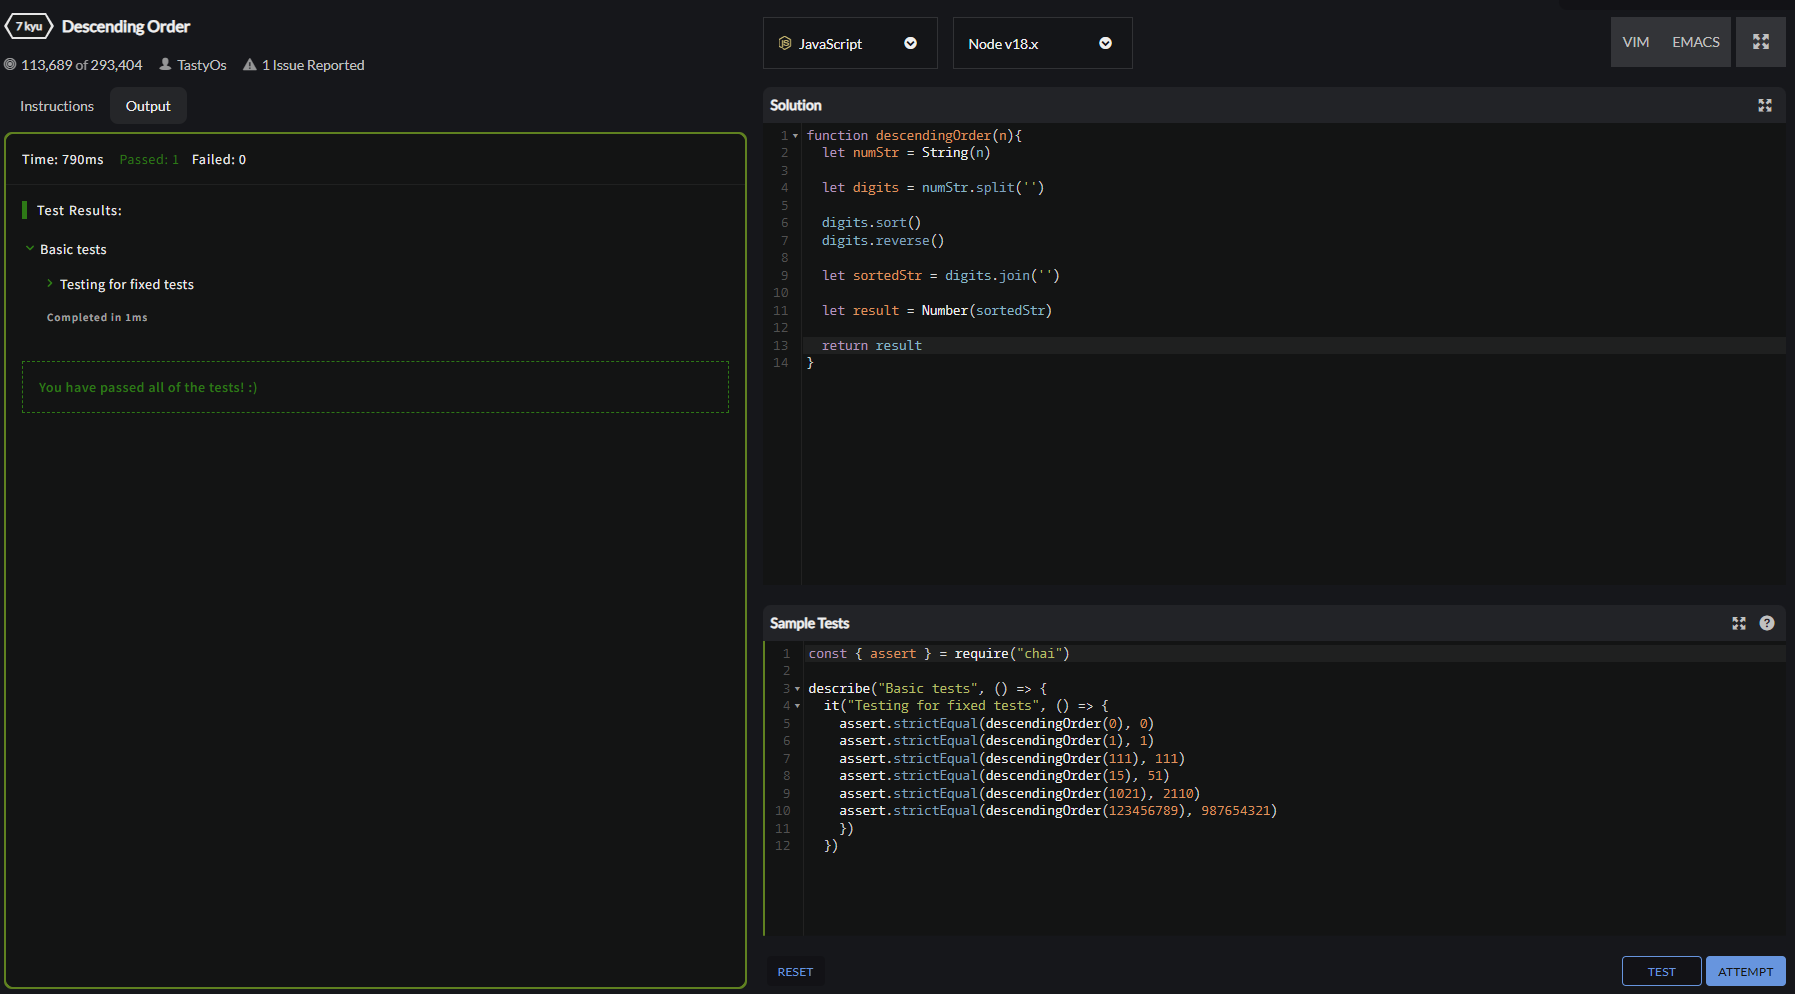 7 kyu Descending Order
113,689 of 293,404 TastyOs 1 Issue Reported
Instructions Output
Time: 790ms Passed: 1 Failed: 0
Test Results:
Basic tests
Testing for fixed tests
Completed in 1ms
You have passed all of the tests! :)
JS JavaScript Node v18.x VIM EMACS
Solution
1 function descendingOrder(n){
2 let numStr = String(n)
3
4 let digits = numStr.split('')
5
6 digits.sort()
7 digits.reverse()
8
9 let sortedStr = digits.join('')
10
11 let result = Number(sortedStr)
12
13 return result
14 }
Sample Tests ?
1 const { assert } = require("chai")
2
3 describe("Basic tests", () => {
4 it("Testing for fixed tests", () => {
5 assert.strictEqual(descendingOrder(0), 0)
6 assert.strictEqual(descendingOrder(1), 1)
7 assert.strictEqual(descendingOrder(111), 111)
8 assert.strictEqual(descendingOrder(15), 51)
9 assert.strictEqual(descendingOrder(1021), 2110)
10 assert.strictEqual(descendingOrder(123456789), 987654321)
11 })
12 })
RESET TEST ATTEMPT